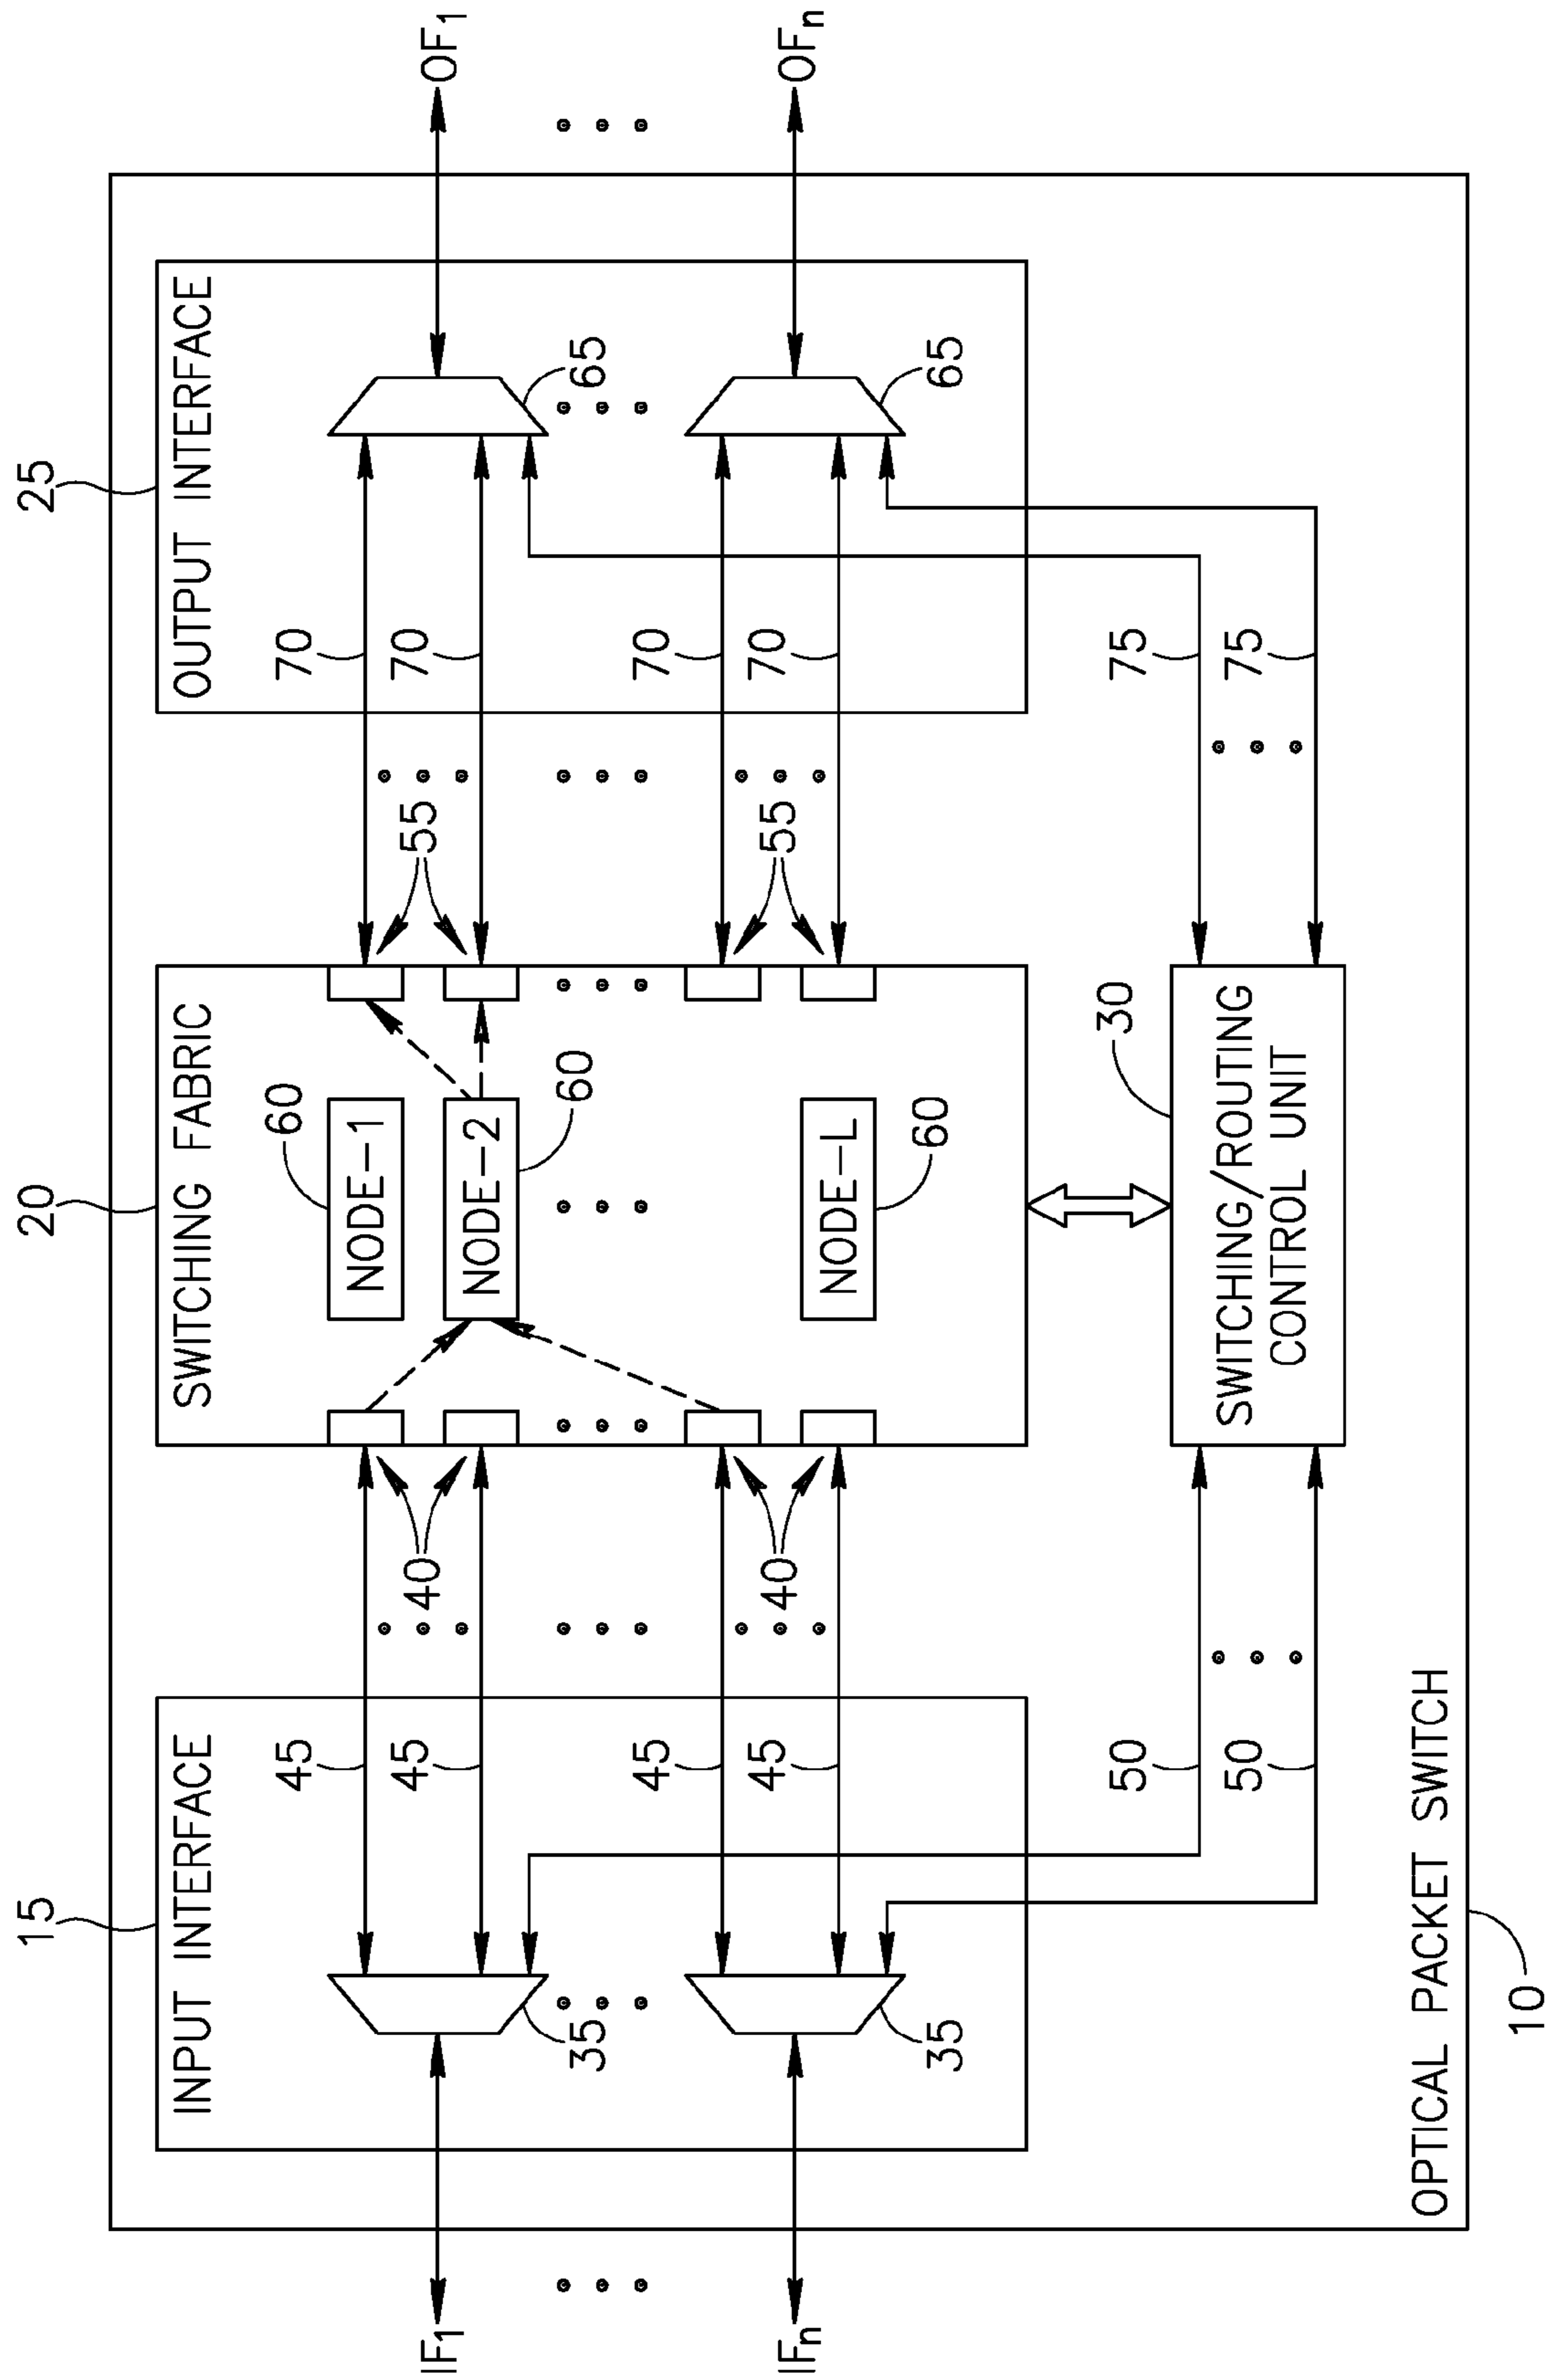 15
20
25
INPUT INTERFACE
SWITCHING FABRIC
OUTPUT INTERFACE
45
60
70
NODE-1
45
40
55
70
IF1
OF1
NODE-2
60
35
65
45
70
45
40
55
70
IFn
OFn
NODE-L
60
35
65
50
30
75
SWITCHING/ROUTING
CONTROL UNIT
50
75
OPTICAL PACKET SWITCH
10